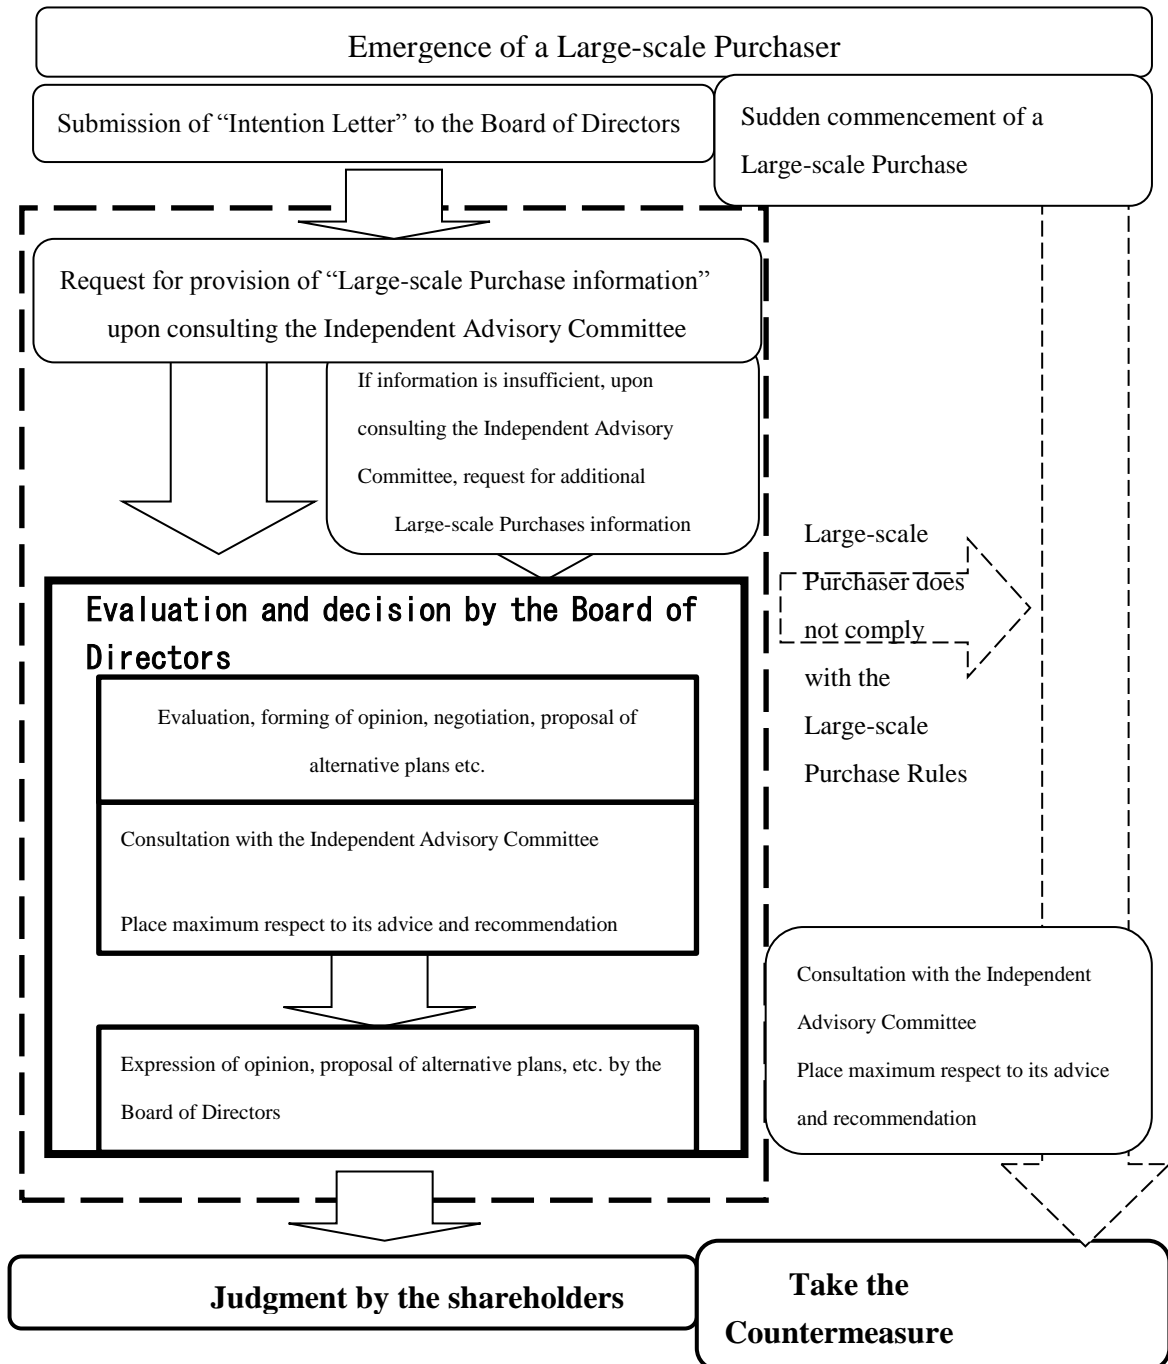 Emergence of a Large-scale Purchaser
Submission of “Intention Letter” to the Board of Directors
Sudden commencement of a
Large-scale Purchase
Request for provision of “Large-scale Purchase information”
upon consulting the Independent Advisory Committee
If information is insufficient, upon
consulting the Independent Advisory
Committee, request for additional
Large-scale Purchases information
Large-scale
Purchaser does
not comply
with the
Large-scale
Purchase Rules
Evaluation and decision by the Board of
Directors
Evaluation, forming of opinion, negotiation, proposal of
alternative plans etc.
Consultation with the Independent Advisory Committee
Place maximum respect to its advice and recommendation
Expression of opinion, proposal of alternative plans, etc. by the
Board of Directors
Consultation with the Independent
Advisory Committee
Place maximum respect to its advice
and recommendation
Judgment by the shareholders
Take the
Countermeasure